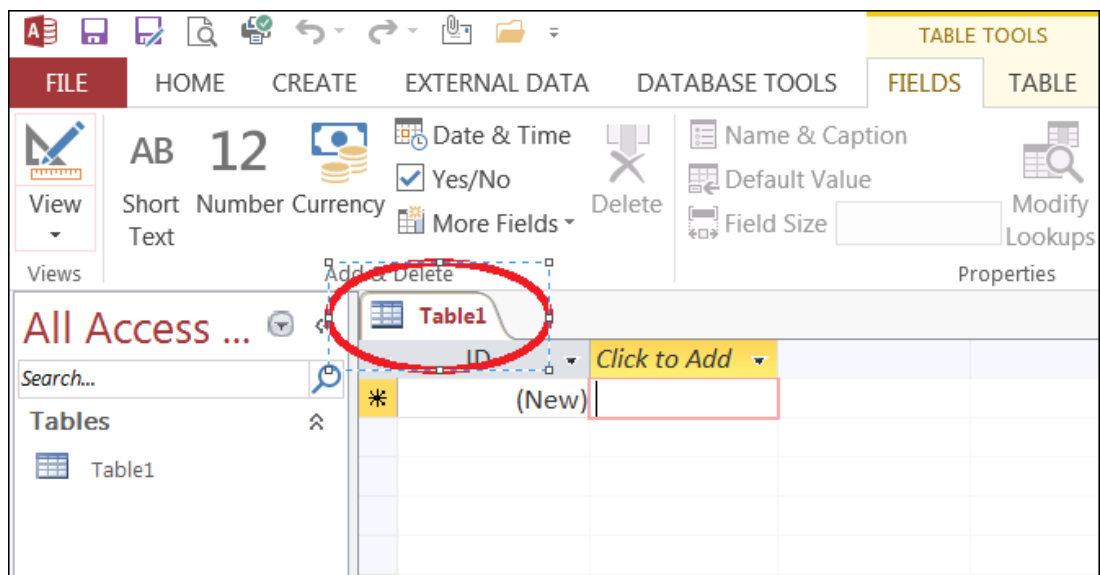 TABLE TOOLS
FILE HOME CREATE EXTERNAL DATA DATABASE TOOLS FIELDS TABLE
View
AB
Short
Text
12
Number
Currency
Date & Time
Yes/No
More Fields
Delete
Name & Caption
Default Value
Field Size
Modify
Lookups
Views
Add & Delete
Properties
All Access ...
Search...
Tables
Table1
Table1
ID Click to Add
(New)